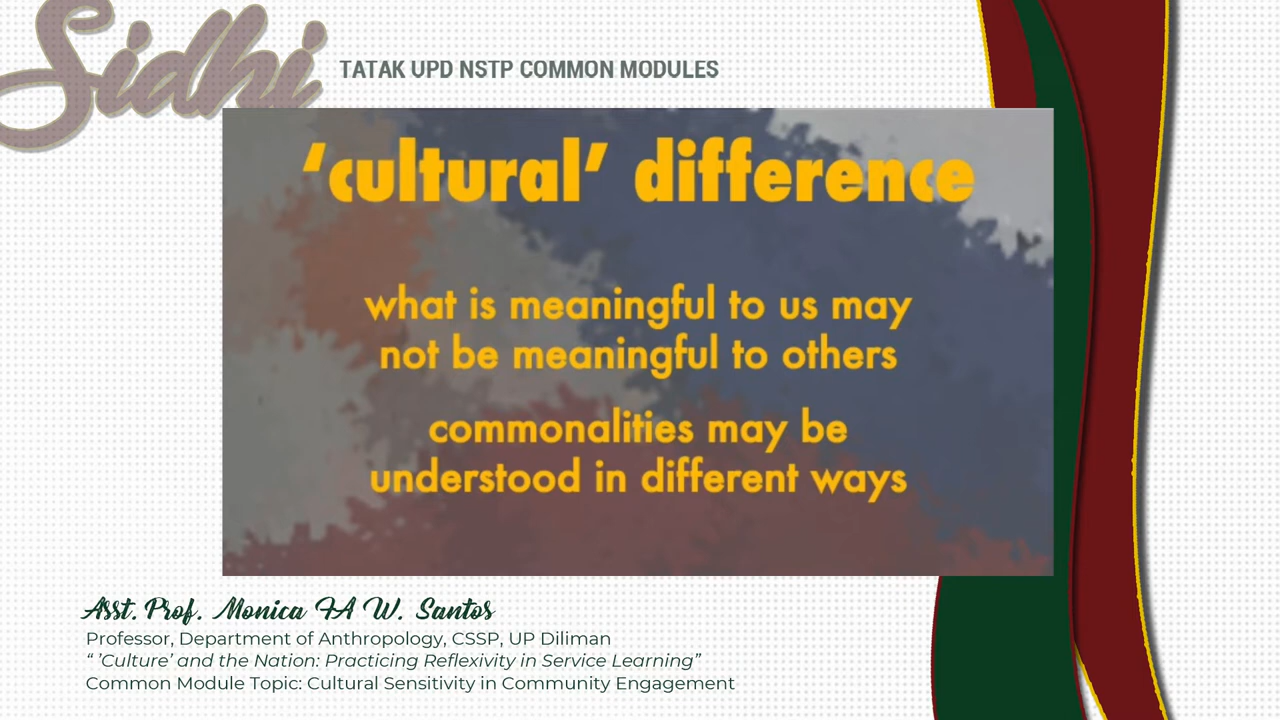 Sidhi
TATAK UPD NSTP COMMON MODULES
‘cultural’ difference
what is meaningful to us may
not be meaningful to others
commonalities may be
understood in different ways
Asst. Prof. Monica FA W. Santos
Professor, Department of Anthropology, CSSP, UP Diliman
“ ’Culture’ and the Nation: Practicing Reflexivity in Service Learning”
Common Module Topic: Cultural Sensitivity in Community Engagement